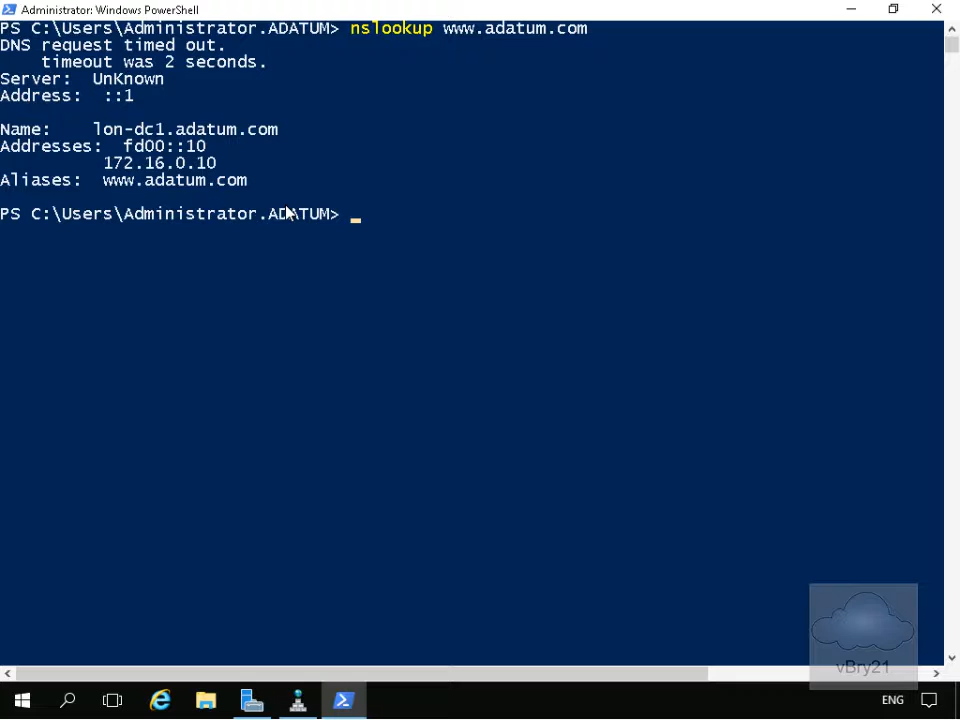 Administrator: Windows PowerShell
PS C:\Users\Administrator.ADATUM> nslookup www.adatum.com
DNS request timed out.
    timeout was 2 seconds.
Server:  UnKnown
Address:  ::1
Name:    lon-dc1.adatum.com
Addresses:  fd00::10
          172.16.0.10
Aliases:  www.adatum.com
PS C:\Users\Administrator.ADATUM>
vBry21
ENG